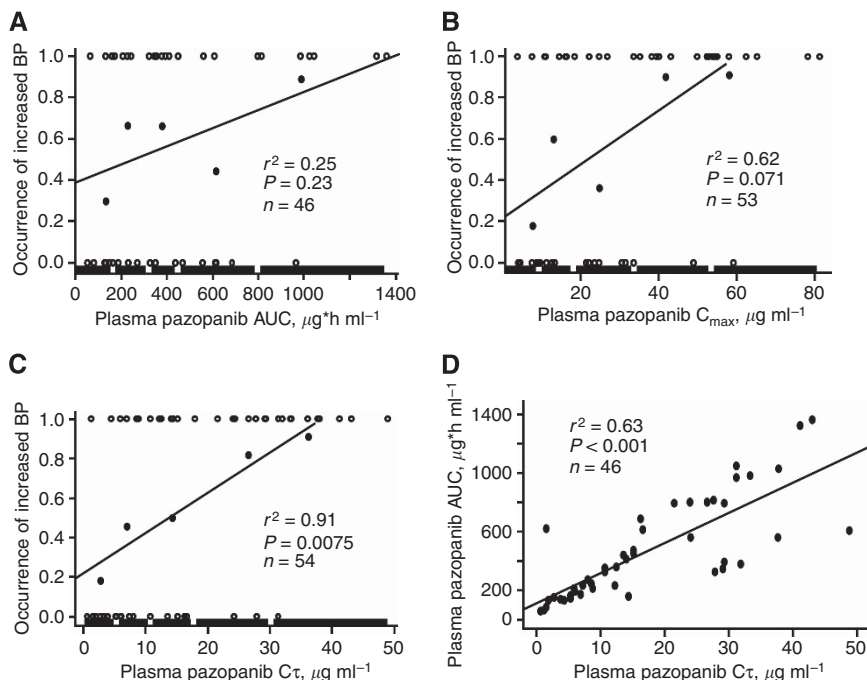 A
Occurrence of increased BP
1.0
0.8
0.6
0.4
0.2
0.0
r² = 0.25
P = 0.23
n = 46
0 200 400 600 1000 1400
Plasma pazopanib AUC, μg*h ml⁻¹
B
Occurrence of increased BP
1.0
0.8
0.6
0.4
0.2
0.0
r² = 0.62
P = 0.071
n = 53
20 40 60 80
Plasma pazopanib Cmax, μg ml⁻¹
C
Occurrence of increased BP
1.0
0.8
0.6
0.4
0.2
0.0
r² = 0.91
P = 0.0075
n = 54
0 10 20 30 40 50
Plasma pazopanib Cτ, μg ml⁻¹
D
Plasma pazopanib AUC, μg*h ml⁻¹
1400
1000
600
200
0
r² = 0.63
P < 0.001
n = 46
0 10 20 30 40 50
Plasma pazopanib Cτ, μg ml⁻¹